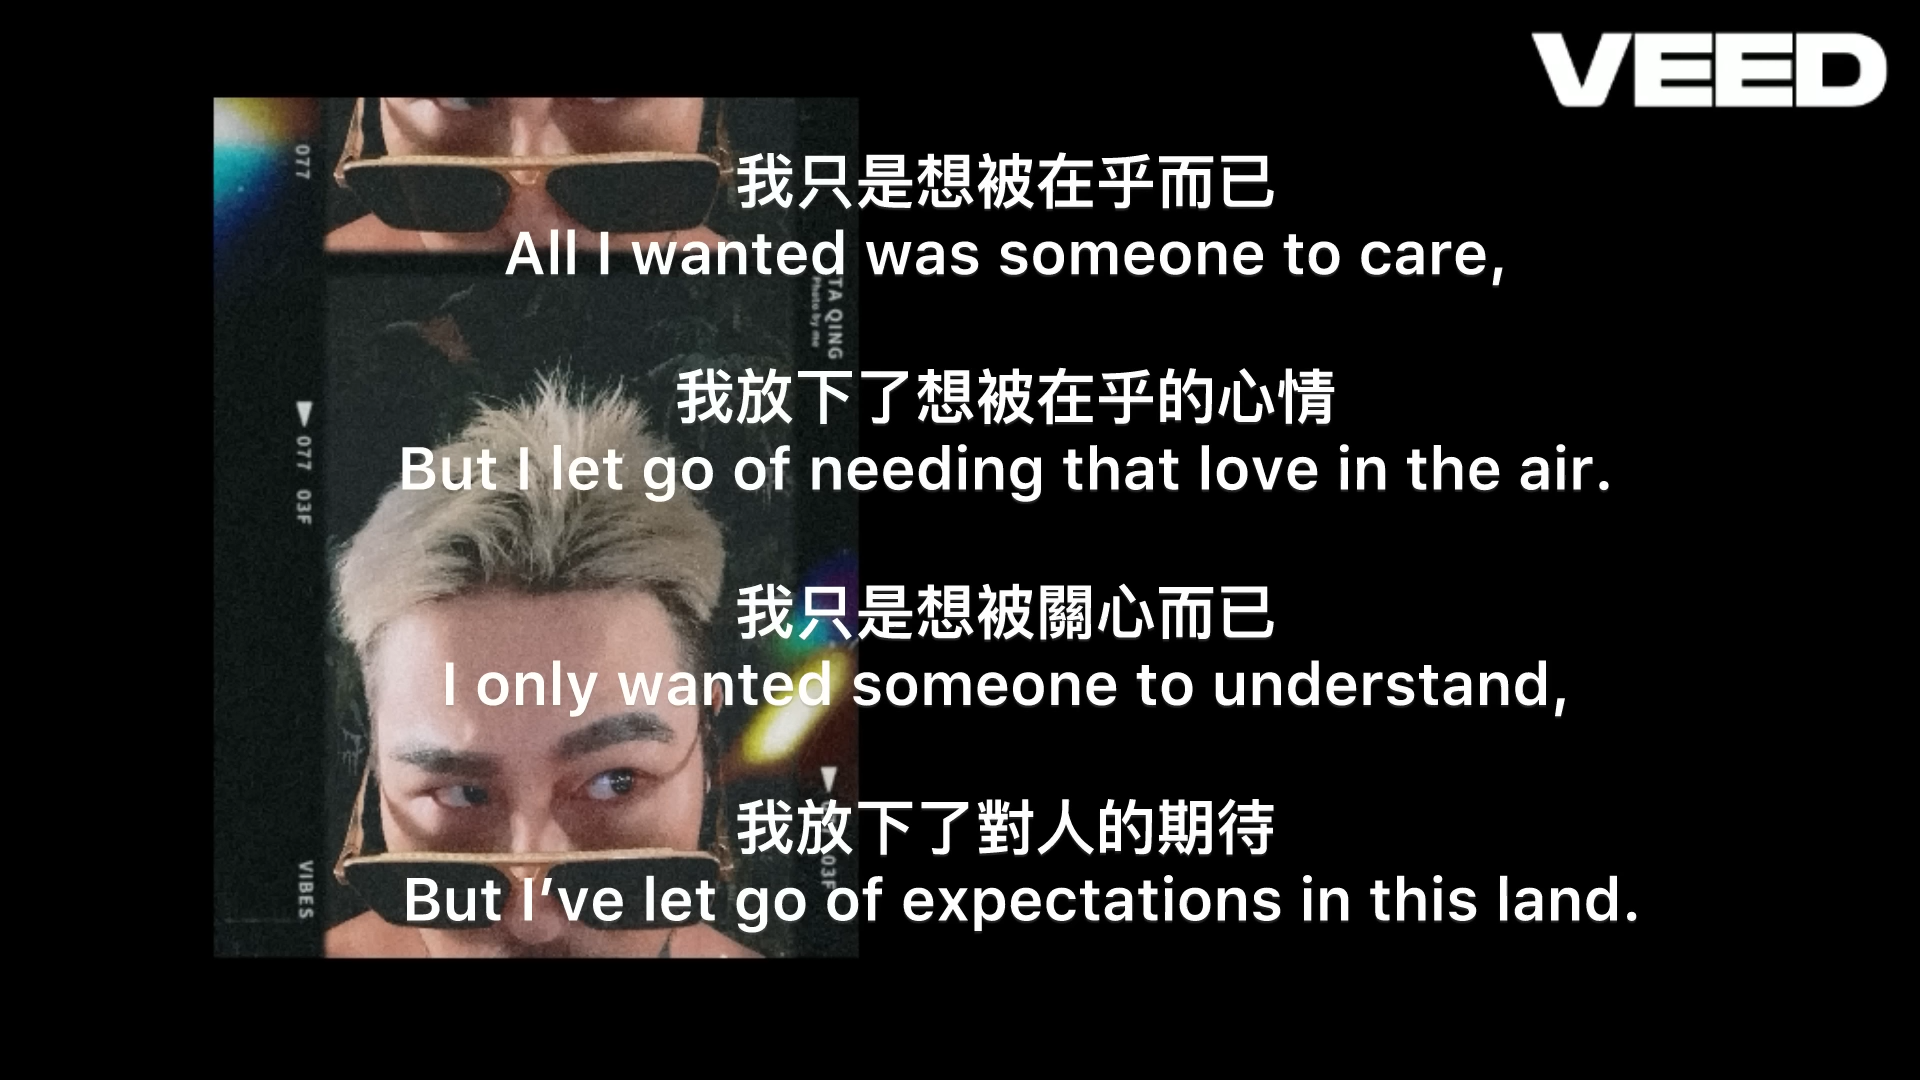 VEED
077
我只是想被在乎而已
All I wanted was someone to care,
TA QING
Photo by me
我放下了想被在乎的心情
But I let go of needing that love in the air.
077 03F
我只是想被關心而已
I only wanted someone to understand,
我放下了對人的期待
But I’ve let go of expectations in this land.
03F
VIBES